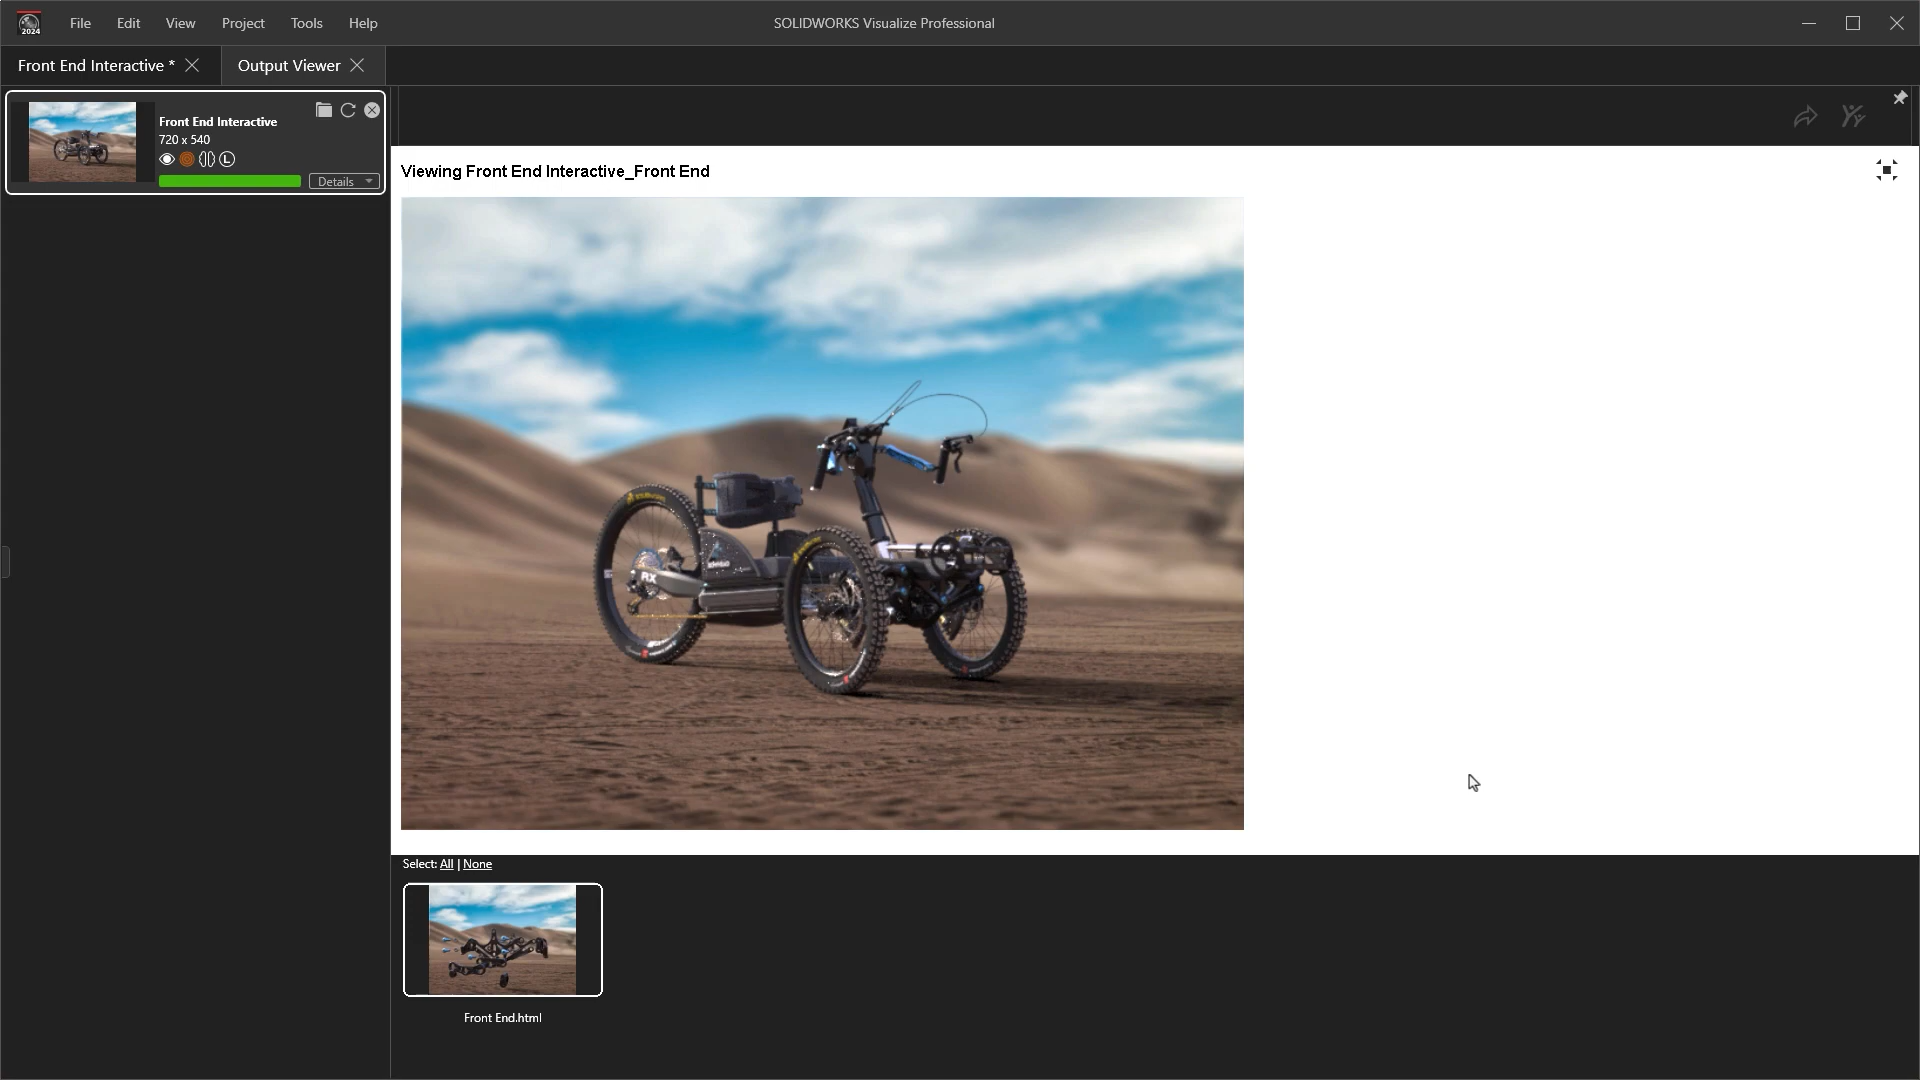 2024
File Edit View Project Tools Help
SOLIDWORKS Visualize Professional
Front End Interactive *
Output Viewer
Front End Interactive
720 x 540
L
Details
Viewing Front End Interactive_Front End
RX
Select: All | None
Front End.html